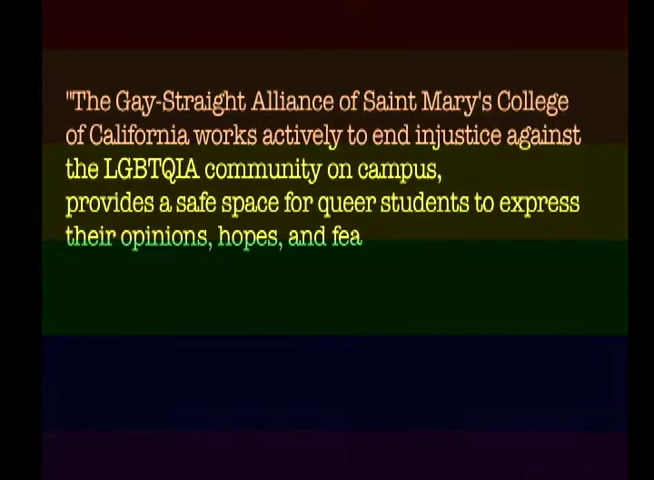 "The Gay-Straight Alliance of Saint Mary's College
of California works actively to end injustice against
the LGBTQIA community on campus,
provides a safe space for queer students to express
their opinions, hopes, and fea